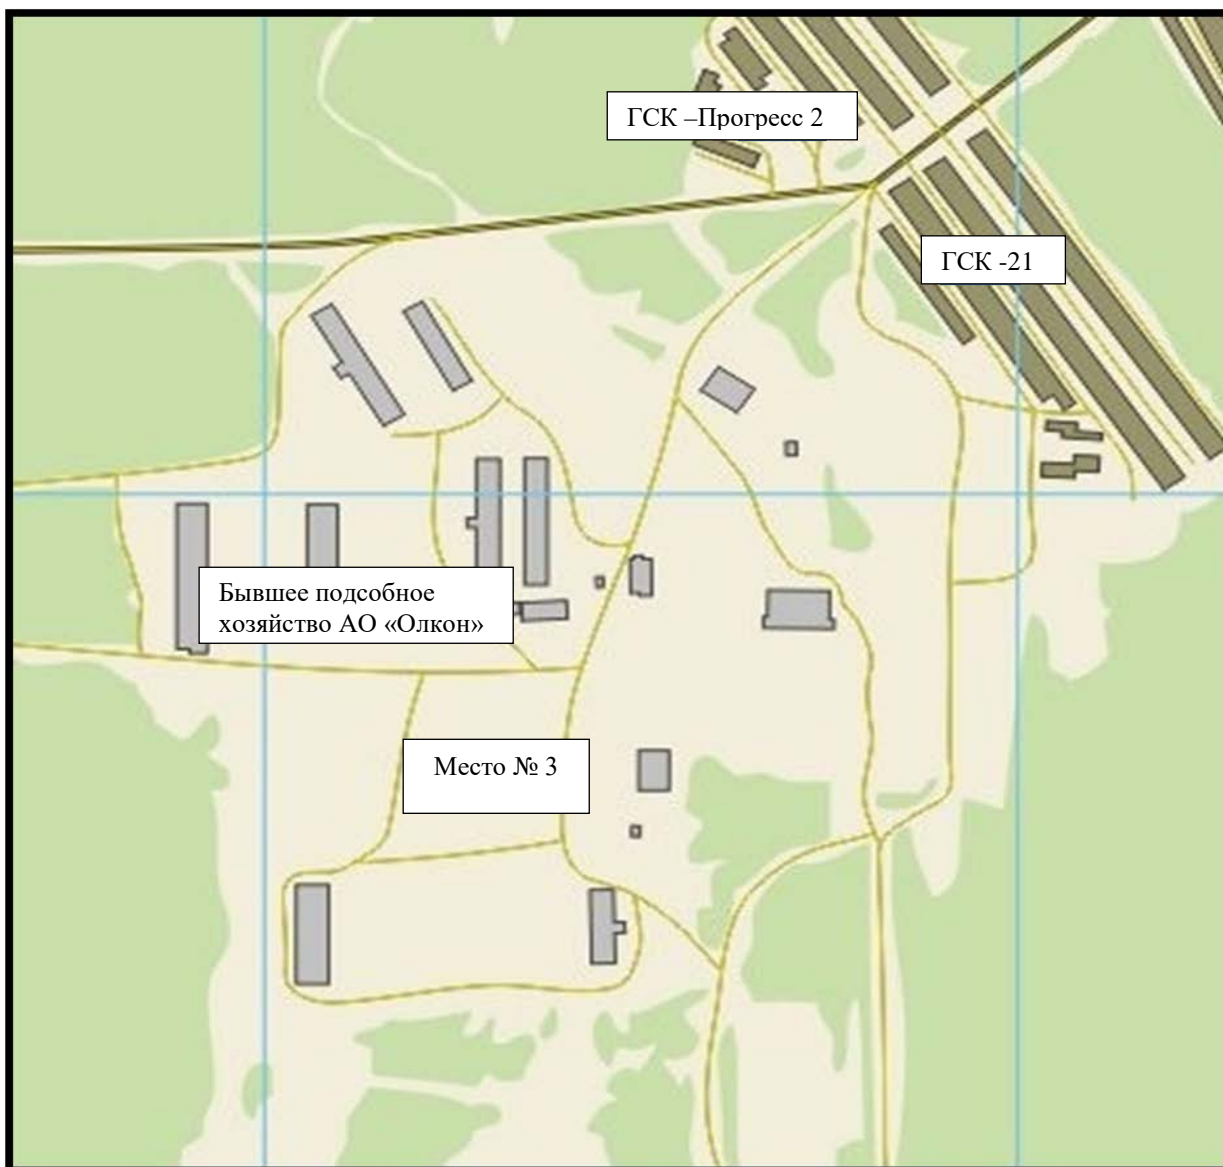 ГСК –Прогресс 2
ГСК -21
Бывшее подсобное
хозяйство АО «Олкон»
Место № 3